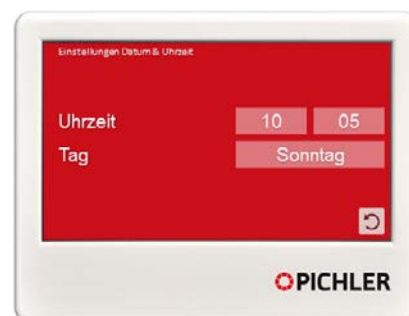 Einstellungen Datum & Uhrzeit
Uhrzeit 10 05
Tag Sonntag
PICHLER